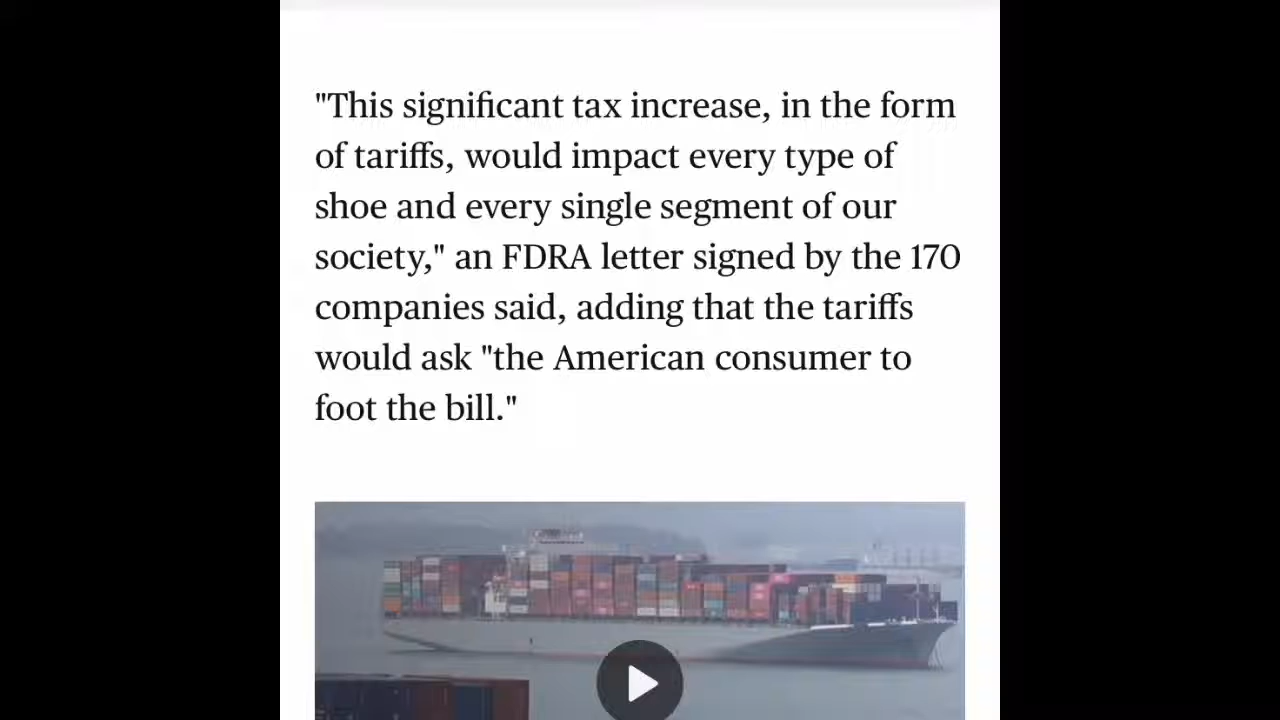 "This significant tax increase, in the form
of tariffs, would impact every type of
shoe and every single segment of our
society," an FDRA letter signed by the 170
companies said, adding that the tariffs
would ask "the American consumer to
foot the bill."